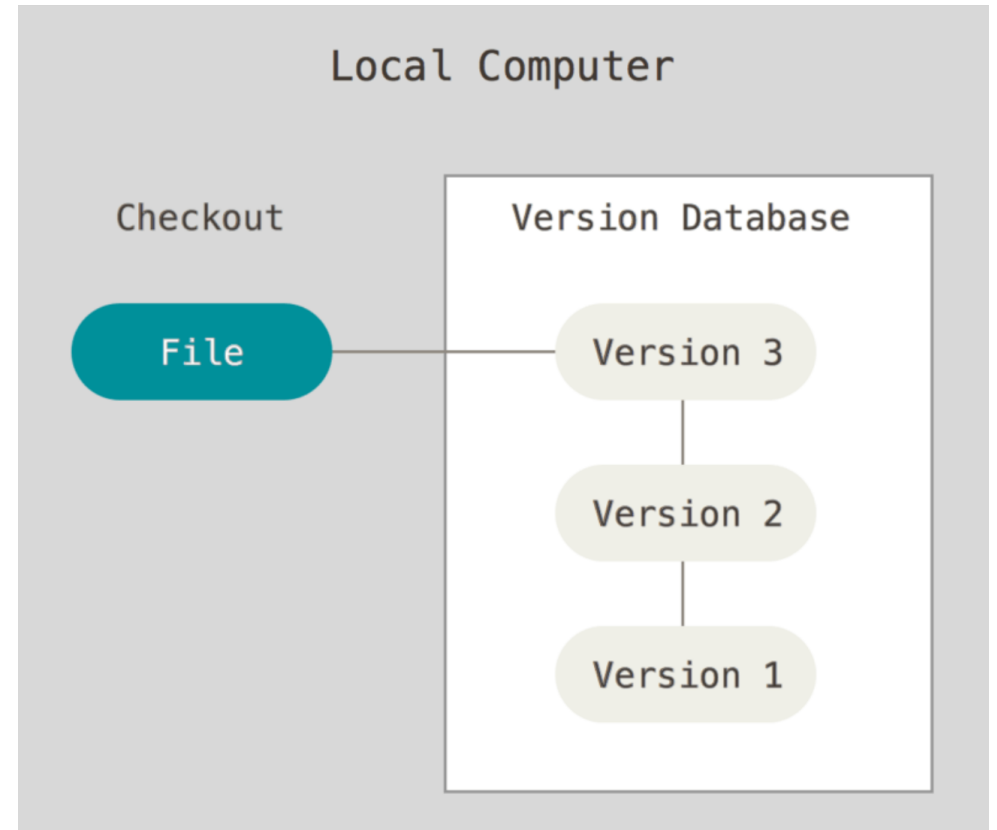 Local Computer
Checkout
Version Database
File
Version 3
Version 2
Version 1